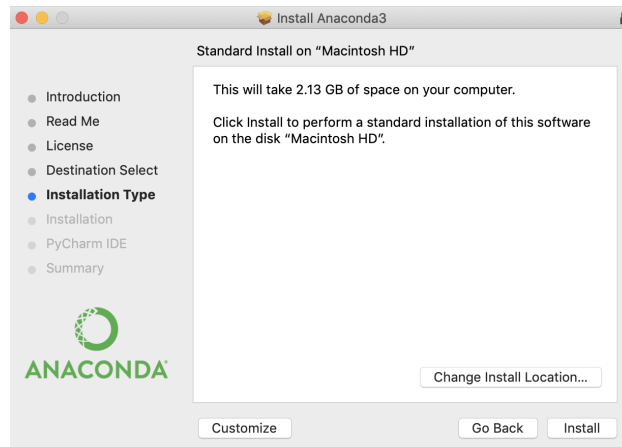 Install Anaconda3
Standard Install on “Macintosh HD”
Introduction
Read Me
License
Destination Select
Installation Type
Installation
PyCharm IDE
Summary
ANACONDA
This will take 2.13 GB of space on your computer.
Click Install to perform a standard installation of this software
on the disk “Macintosh HD”.
Change Install Location...
Customize
Go Back
Install